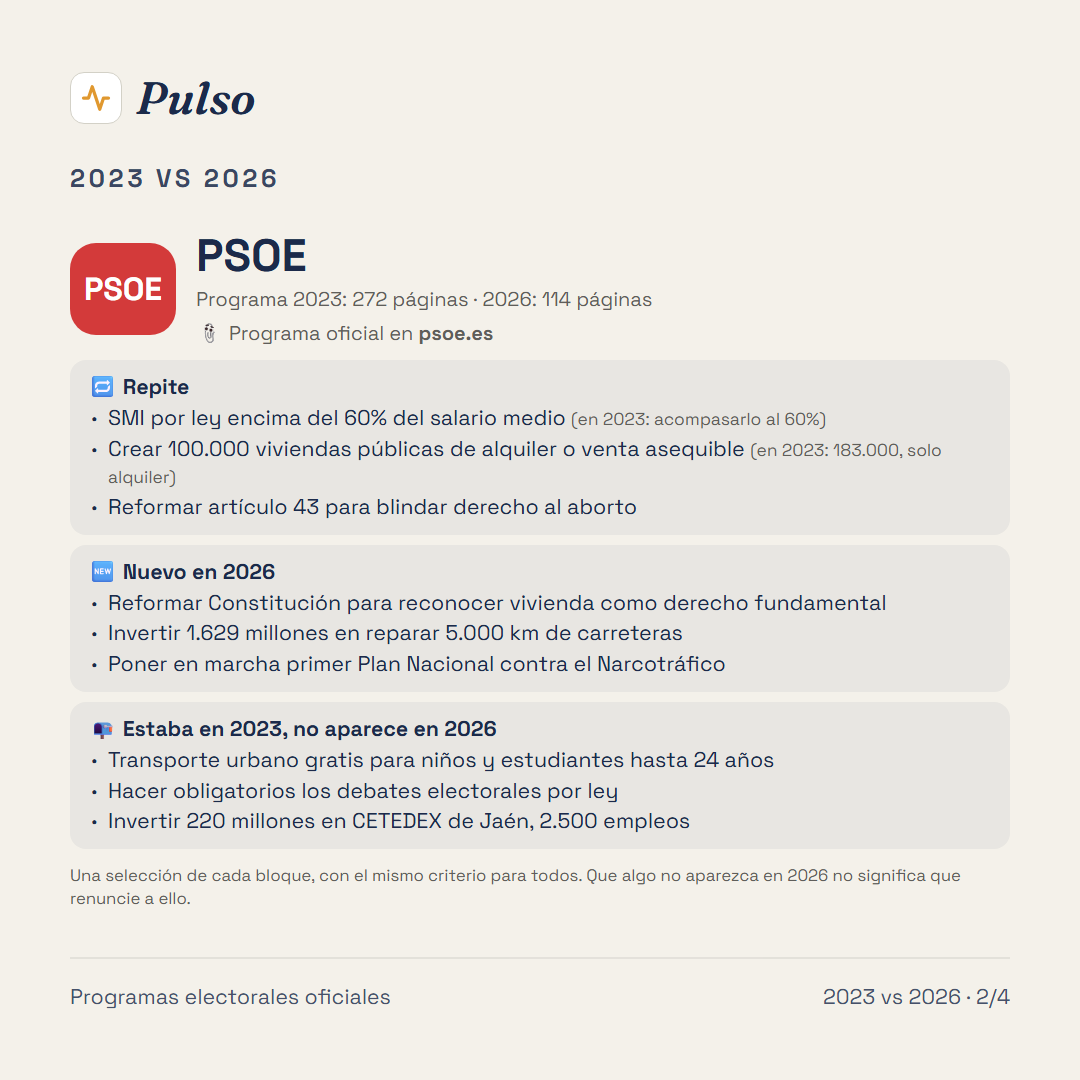 Pulso
2023 VS 2026
PSOE
PSOE
Programa 2023: 272 páginas · 2026: 114 páginas
Programa oficial en psoe.es
Repite
• SMI por ley encima del 60% del salario medio (en 2023: acompasarlo al 60%)
• Crear 100.000 viviendas públicas de alquiler o venta asequible (en 2023: 183.000, solo
alquiler)
• Reformar artículo 43 para blindar derecho al aborto
NEW Nuevo en 2026
• Reformar Constitución para reconocer vivienda como derecho fundamental
• Invertir 1.629 millones en reparar 5.000 km de carreteras
• Poner en marcha primer Plan Nacional contra el Narcotráfico
Estaba en 2023, no aparece en 2026
• Transporte urbano gratis para niños y estudiantes hasta 24 años
• Hacer obligatorios los debates electorales por ley
• Invertir 220 millones en CETEDEX de Jaén, 2.500 empleos
Una selección de cada bloque, con el mismo criterio para todos. Que algo no aparezca en 2026 no significa que
renuncie a ello.
Programas electorales oficiales
2023 vs 2026 · 2/4